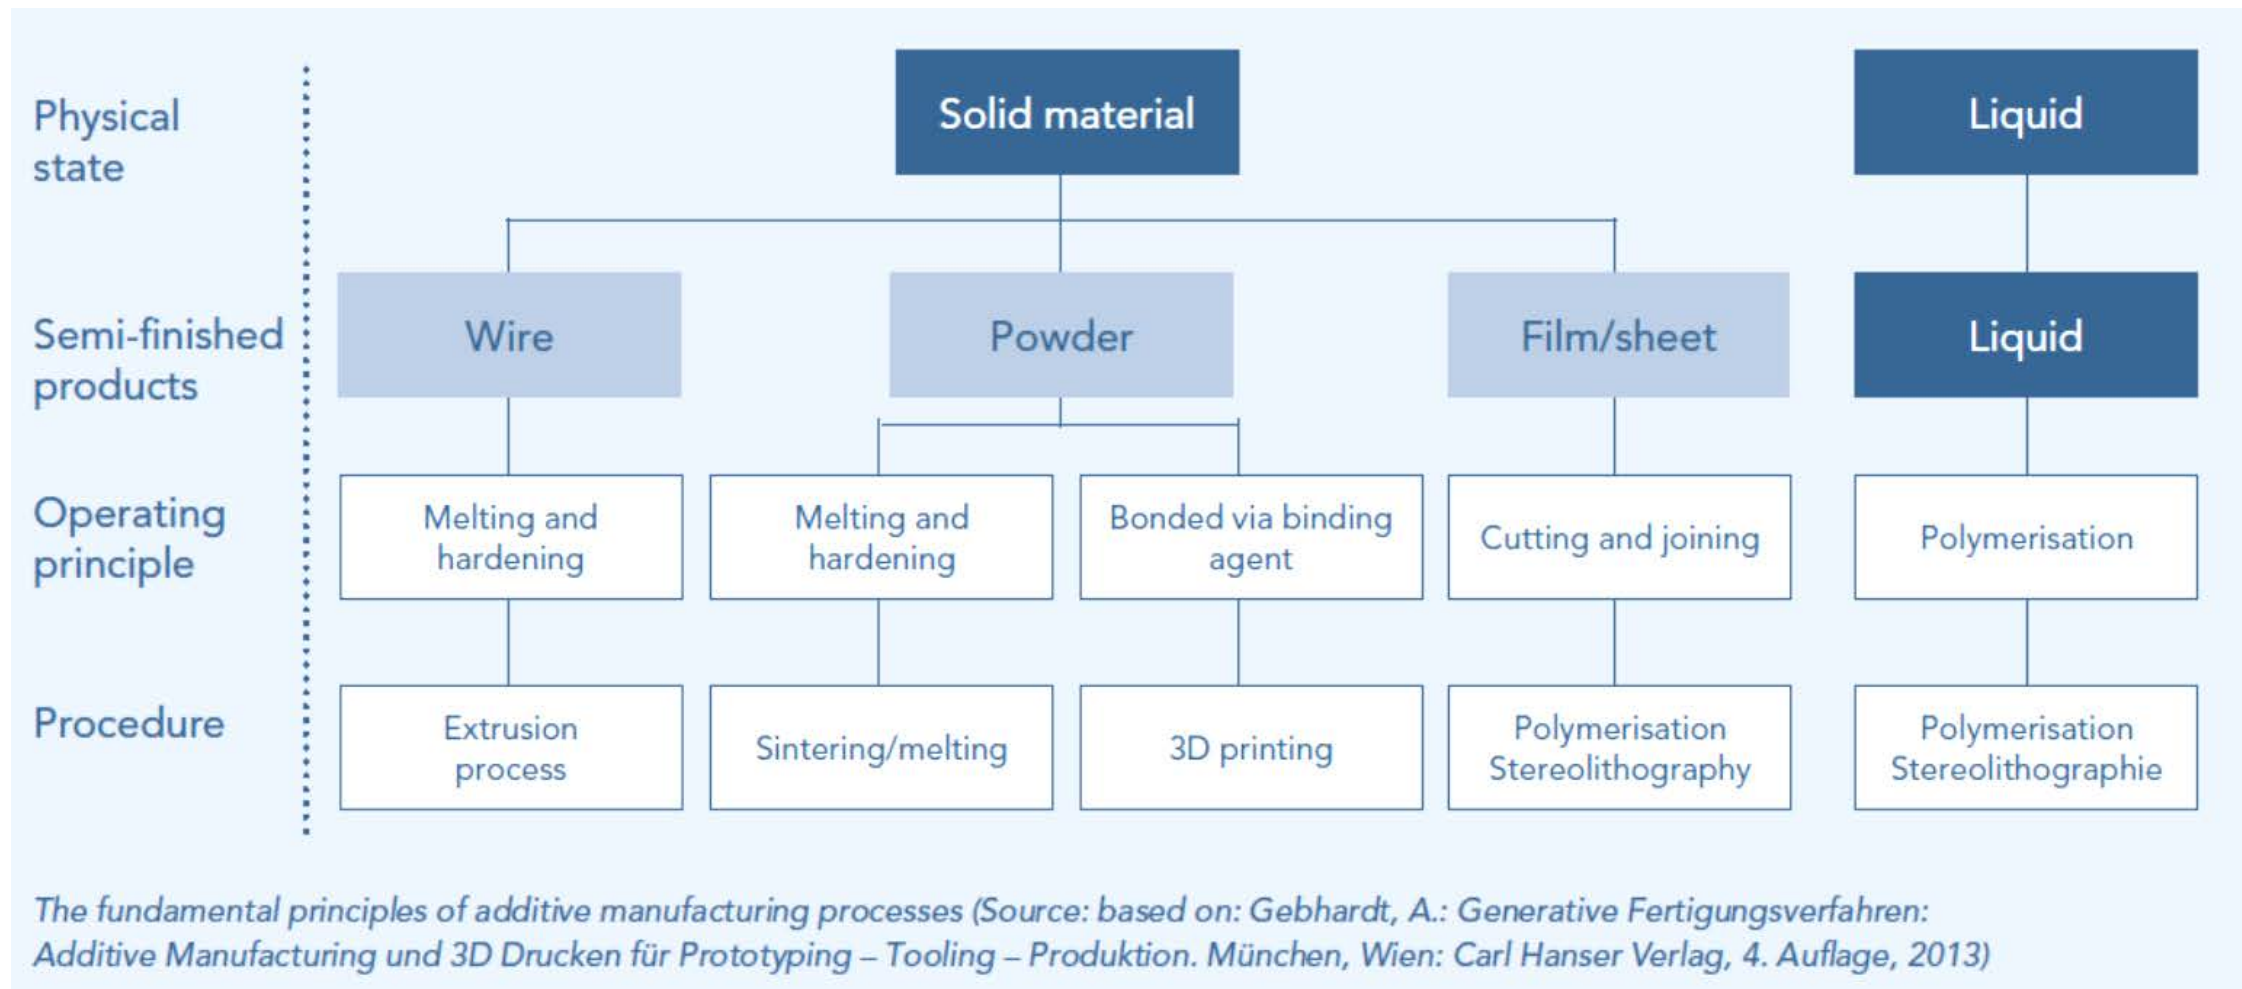 Physical
state
Solid material
Liquid
Semi-finished
products
Wire
Powder
Film/sheet
Liquid
Operating
principle
Melting and
hardening
Melting and
hardening
Bonded via binding
agent
Cutting and joining
Polymerisation
Procedure
Extrusion
process
Sintering/melting
3D printing
Polymerisation
Stereolithography
Polymerisation
Stereolithographie
The fundamental principles of additive manufacturing processes (Source: based on: Gebhardt, A.: Generative Fertigungsverfahren:
Additive Manufacturing und 3D Drucken für Prototyping – Tooling – Produktion. München, Wien: Carl Hanser Verlag, 4. Auflage, 2013)